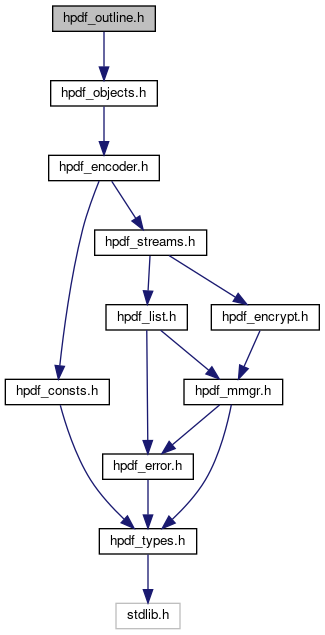 hpdf_outline.h
hpdf_objects.h
hpdf_encoder.h
hpdf_streams.h
hpdf_list.h
hpdf_encrypt.h
hpdf_consts.h
hpdf_mmgr.h
hpdf_error.h
hpdf_types.h
stdlib.h